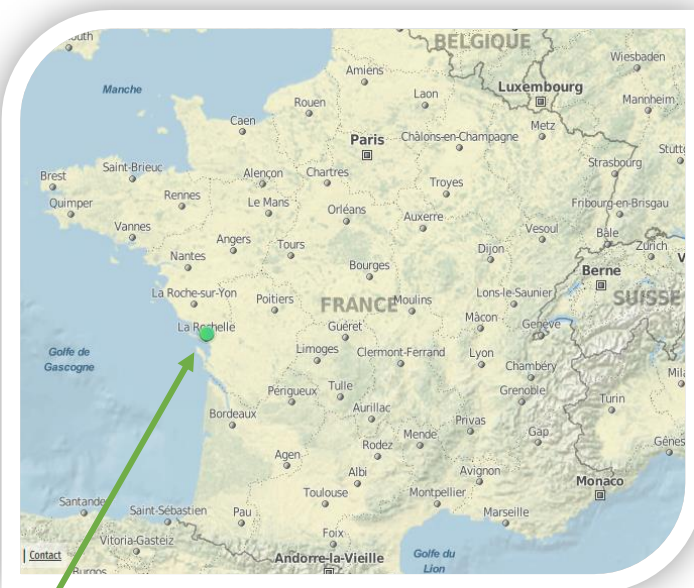 BELGIQUE
Wiesbaden
Amiens
Manche
Laon
Luxembourg
Rouen
Mannheim
Caen
Paris
Châlons-en-Champagne
Metz
Saint-Brieuc
Strasbourg
Brest
Alençon
Chartres
Troyes
Rennes
Quimper
Le Mans
Orléans
Fribourg-en-Brisgau
Auxerre
Vannes
Angers
Tours
Vesoul
Bâle
Zurich
Dijon
Nantes
Bourges
Berne
La Roche-sur-Yon
Poitiers
FRANCE
Moulins
Lons-le-Saunier
SUISSE
La Rochelle
Guéret
Mâcon
Genève
Golfe de
Gascogne
Limoges
Clermont-Ferrand
Lyon
Chambéry
Périgueux
Tulle
Grenoble
Turin
Bordeaux
Aurillac
Privas
Mende
Gap
Gênes
Agen
Rodez
Albi
Avignon
Toulouse
Montpellier
Monaco
Saint-Sébastien
Pau
Marseille
Foix
Vitoria-Gasteiz
Contact
Andorre-la-Vieille
Golfe du
Lion
Burgos